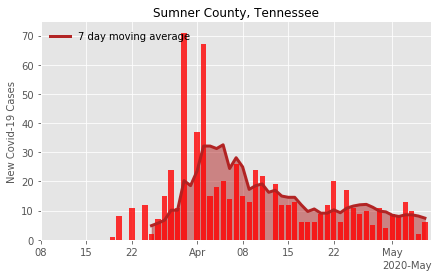 Sumner County, Tennessee
7 day moving average
New Covid-19 Cases
70
60
50
40
30
20
10
0
08 15 22 Apr 08 15 22 May
2020-May